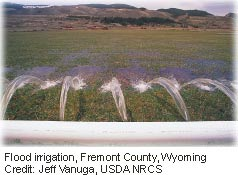 Flood irrigation, Fremont County,Wyoming
Credit: Jeff Vanuga, USDA NRCS